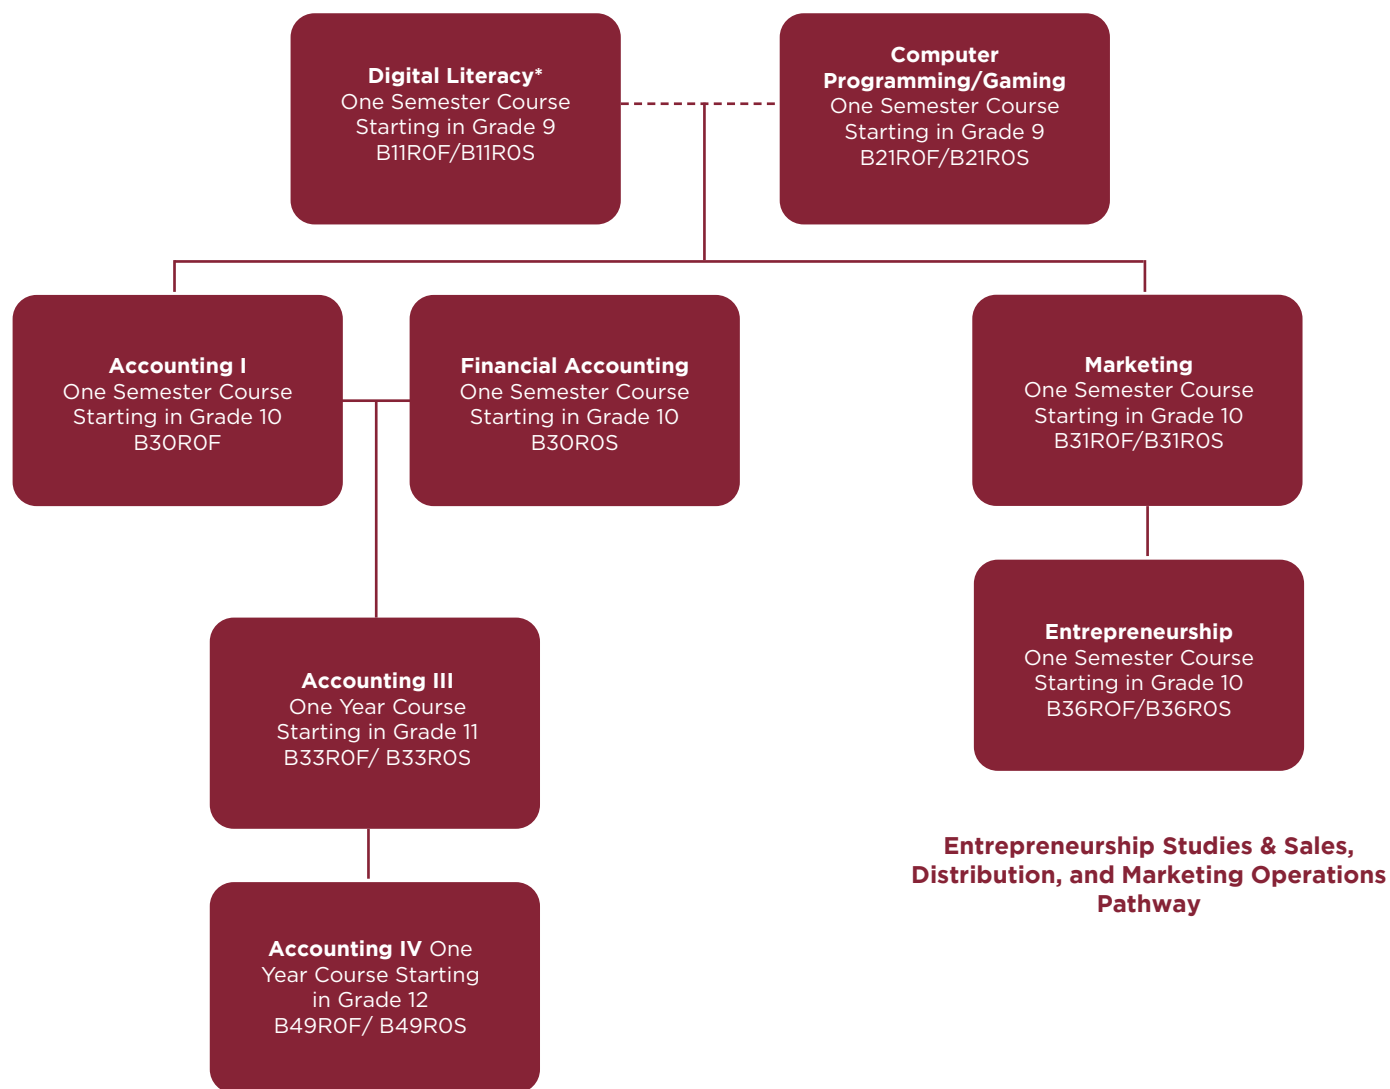 Digital Literacy*
One Semester Course
Starting in Grade 9
B11R0F/B11R0S
Computer
Programming/Gaming
One Semester Course
Starting in Grade 9
B21R0F/B21R0S
Accounting I
One Semester Course
Starting in Grade 10
B30R0F
Financial Accounting
One Semester Course
Starting in Grade 10
B30R0S
Marketing
One Semester Course
Starting in Grade 10
B31R0F/B31R0S
Accounting III
One Year Course
Starting in Grade 11
B33R0F/ B33R0S
Entrepreneurship
One Semester Course
Starting in Grade 10
B36ROF/B36R0S
Accounting IV One
Year Course Starting
in Grade 12
B49R0F/ B49R0S
Entrepreneurship Studies & Sales,
Distribution, and Marketing Operations
Pathway